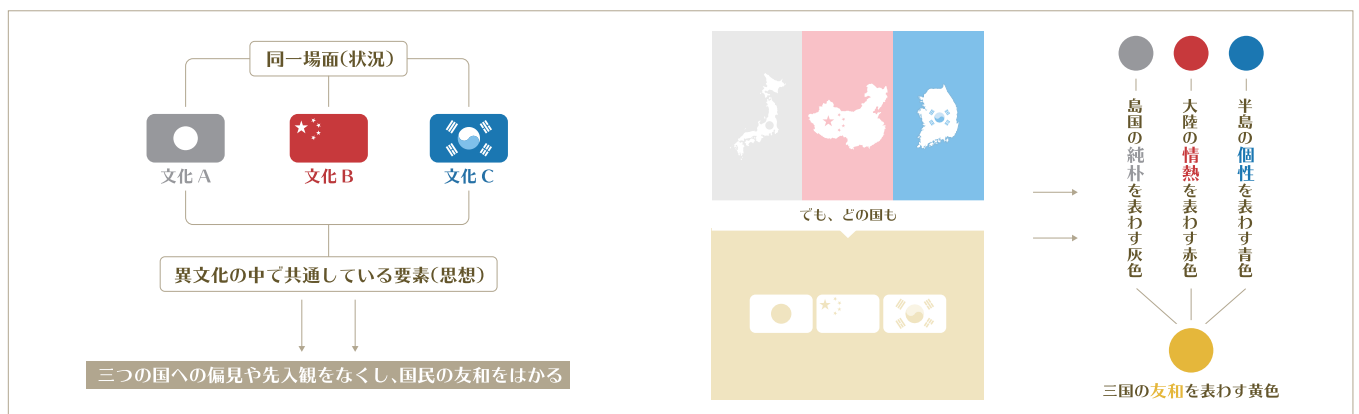 同一場面(状況)
文化 A
文化 B
文化 C
異文化の中で共通している要素(思想)
三つの国への偏見や先入観をなくし、国民の友和をはかる
でも、どの国も
島国の純朴を表わす灰色
大陸の情熱を表わす赤色
半島の個性を表わす青色
三国の友和を表わす黄色